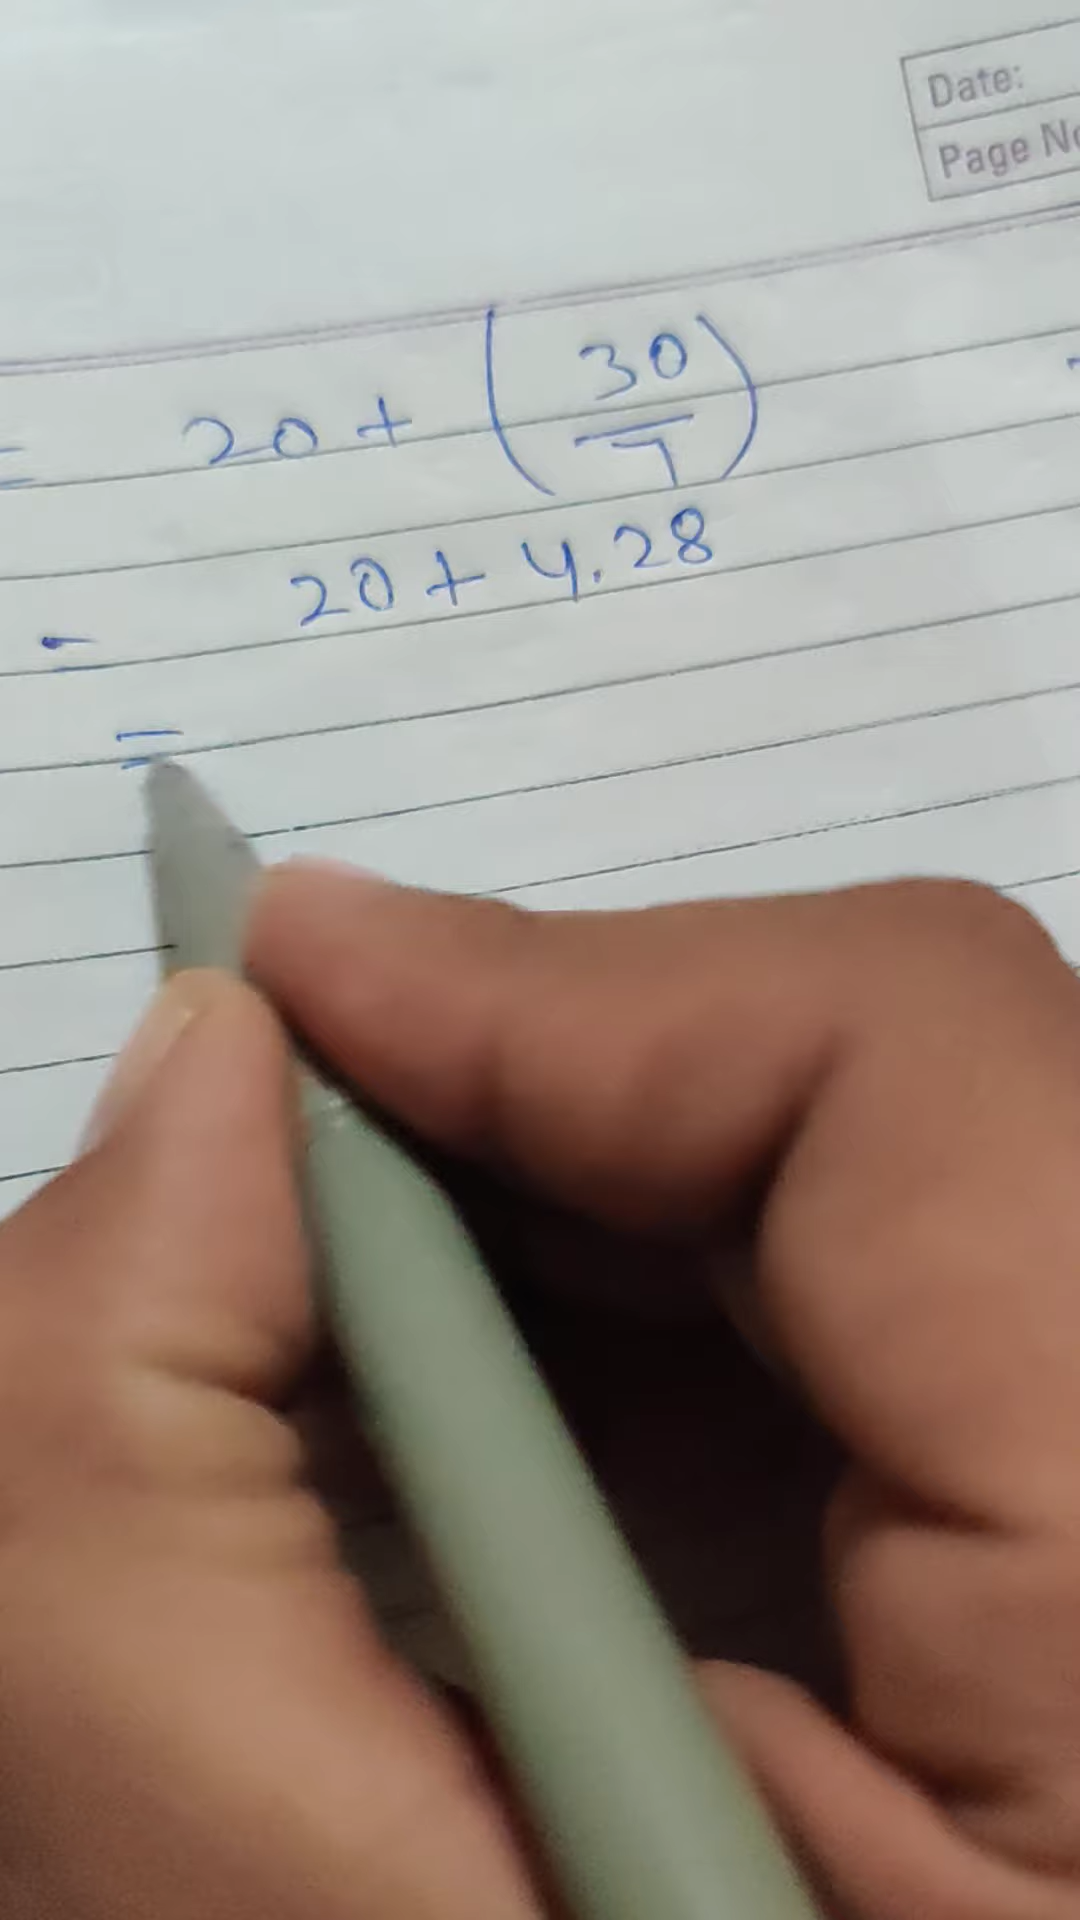 Date:
Page No
= 20 + ( 30 / 7 )
= 20 + 4.28
=